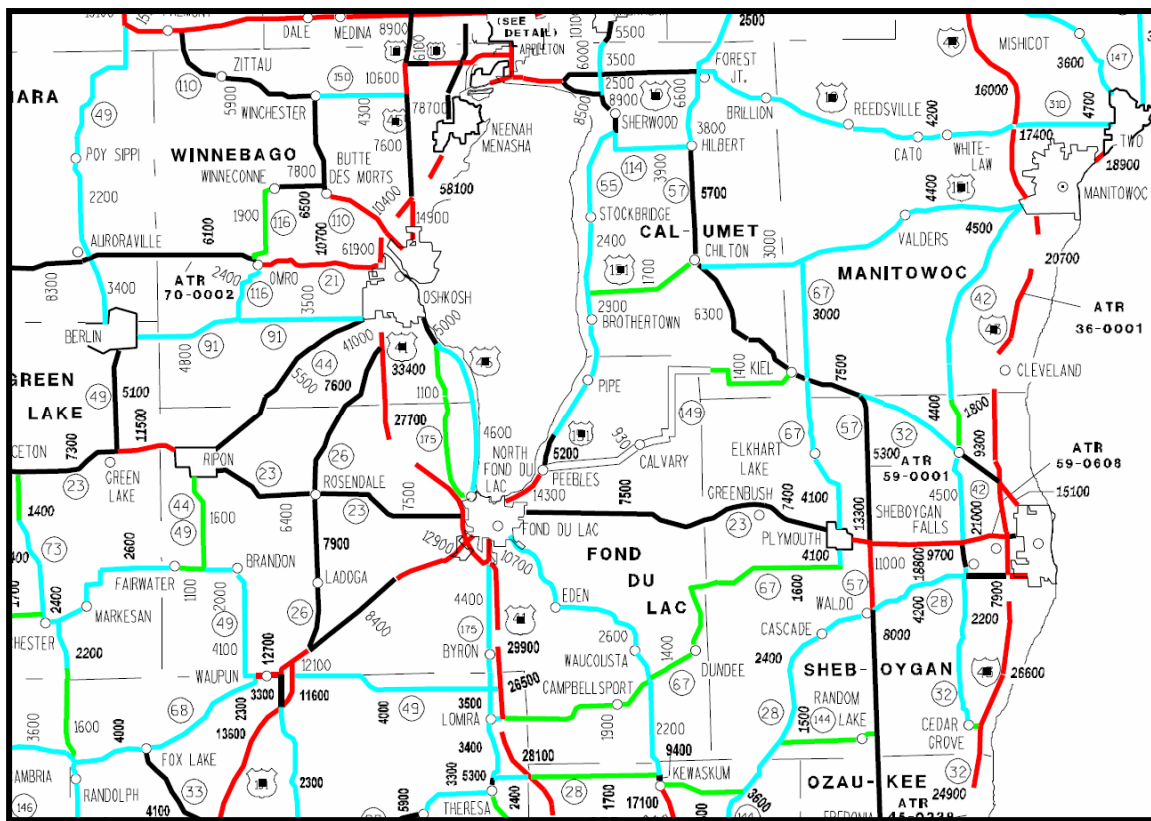 (SEE
DETAIL)
APPLETON
DALE
MEDINA
8900
6100
10600
5500
6000
3500
2500
8900
8500
2500
FOREST
JT.
MISHICOT
3600
147
ZITTAU
110
5900
WINCHESTER
150
4300
78700
7600
NEENAH
MENASHA
SHERWOOD
6600
BRILLION
REEDSVILLE
16000
4200
310
4700
TWO
17400
18900
49
POY SIPPI
WINNEBAGO
WINNECONNE
7800
BUTTE
DES MORTS
58100
3800
HILBERT
114
3900
CATO
WHITE-
LAW
MANITOWOC
2200
1900
116
6500
110
10400
14900
55
57
5700
4400
STOCKBRIDGE
CAL-
UMET
VALDERS
4500
AURORAVILLE
6100
10700
61900
2400
CHILTON
3000
MANITOWOC
20700
ATR
70-0002
2400
OMRO
21
116
3500
OSHKOSH
1700
2900
67
42
ATR
36-0001
8300
3400
BERLIN
4800
91
91
41000
5000
BROTHERTOWN
6300
3000
GREEN
LAKE
49
5100
44
5500
7600
41
33400
45
1100
PIPE
1400
KIEL
7500
CLEVELAND
11500
27700
175
4600
149
930
57
4400
1800
CETON
7300
GREEN
LAKE
RIPON
26
NORTH
FOND DU
LAC
5200
PEEBLES
CALVARY
ELKHART
LAKE
67
32
5300
9300
ATR
59-0001
ATR
59-0608
23
23
ROSENDALE
7500
14300
7500
GREENBUSH
7400
4100
4500
42
15100
1400
44
49
1600
6400
23
FOND DU LAC
23
PLYMOUTH
13300
SHEBOYGAN
FALLS
21000
73
2600
7900
12900
10700
FOND
DU
LAC
4100
11000
9700
18800
FAIRWATER
1100
BRANDON
LADOGA
1700
2400
MARKESAN
2000
49
26
8400
4400
EDEN
67
1600
57
WALDO
4200
28
7900
2200
CHESTER
2200
4100
175
2600
1400
CASCADE
8000
12700
12100
BYRON
29900
WAUCOUSTA
DUNDEE
2400
SHEB-
OYGAN
WAUPUN
3300
11600
26500
CAMPBELLSPORT
67
26600
68
2300
4000
49
3500
LOMIRA
1900
28
1500
144
RANDOM
LAKE
32
CEDAR
GROVE
3600
1600
4000
13600
2200
FOX LAKE
3400
28100
9400
AMBRIA
RANDOLPH
33
2300
3300
5300
KEWASKUM
OZAU-
KEE
32
146
4100
5900
THERESA
2400
28
1700
17100
3600
144
ATR
24900